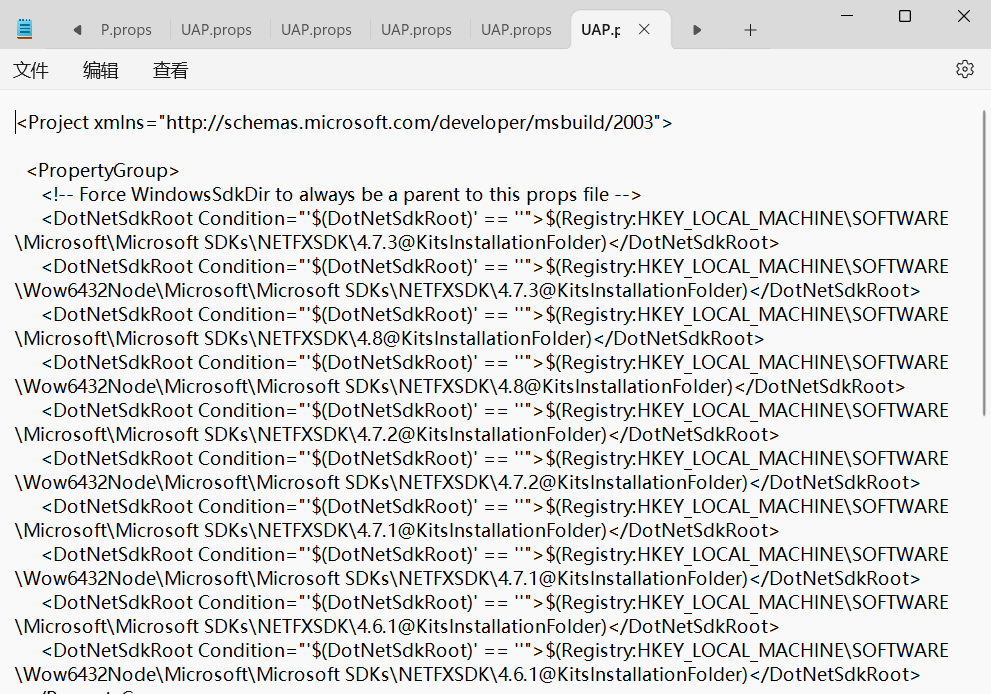 P.props UAP.props UAP.props UAP.props UAP.props UAP.p
文件 编辑 查看
<Project xmlns="http://schemas.microsoft.com/developer/msbuild/2003">
<PropertyGroup>
<!-- Force WindowsSdkDir to always be a parent to this props file -->
<DotNetSdkRoot Condition="'$(DotNetSdkRoot)' == ''">$(Registry:HKEY_LOCAL_MACHINE\SOFTWARE
\Microsoft\Microsoft SDKs\NETFXSDK\4.7.3@KitsInstallationFolder)</DotNetSdkRoot>
<DotNetSdkRoot Condition="'$(DotNetSdkRoot)' == ''">$(Registry:HKEY_LOCAL_MACHINE\SOFTWARE
\Wow6432Node\Microsoft\Microsoft SDKs\NETFXSDK\4.7.3@KitsInstallationFolder)</DotNetSdkRoot>
<DotNetSdkRoot Condition="'$(DotNetSdkRoot)' == ''">$(Registry:HKEY_LOCAL_MACHINE\SOFTWARE
\Microsoft\Microsoft SDKs\NETFXSDK\4.8@KitsInstallationFolder)</DotNetSdkRoot>
<DotNetSdkRoot Condition="'$(DotNetSdkRoot)' == ''">$(Registry:HKEY_LOCAL_MACHINE\SOFTWARE
\Wow6432Node\Microsoft\Microsoft SDKs\NETFXSDK\4.8@KitsInstallationFolder)</DotNetSdkRoot>
<DotNetSdkRoot Condition="'$(DotNetSdkRoot)' == ''">$(Registry:HKEY_LOCAL_MACHINE\SOFTWARE
\Microsoft\Microsoft SDKs\NETFXSDK\4.7.2@KitsInstallationFolder)</DotNetSdkRoot>
<DotNetSdkRoot Condition="'$(DotNetSdkRoot)' == ''">$(Registry:HKEY_LOCAL_MACHINE\SOFTWARE
\Wow6432Node\Microsoft\Microsoft SDKs\NETFXSDK\4.7.2@KitsInstallationFolder)</DotNetSdkRoot>
<DotNetSdkRoot Condition="'$(DotNetSdkRoot)' == ''">$(Registry:HKEY_LOCAL_MACHINE\SOFTWARE
\Microsoft\Microsoft SDKs\NETFXSDK\4.7.1@KitsInstallationFolder)</DotNetSdkRoot>
<DotNetSdkRoot Condition="'$(DotNetSdkRoot)' == ''">$(Registry:HKEY_LOCAL_MACHINE\SOFTWARE
\Wow6432Node\Microsoft\Microsoft SDKs\NETFXSDK\4.7.1@KitsInstallationFolder)</DotNetSdkRoot>
<DotNetSdkRoot Condition="'$(DotNetSdkRoot)' == ''">$(Registry:HKEY_LOCAL_MACHINE\SOFTWARE
\Microsoft\Microsoft SDKs\NETFXSDK\4.6.1@KitsInstallationFolder)</DotNetSdkRoot>
<DotNetSdkRoot Condition="'$(DotNetSdkRoot)' == ''">$(Registry:HKEY_LOCAL_MACHINE\SOFTWARE
\Wow6432Node\Microsoft\Microsoft SDKs\NETFXSDK\4.6.1@KitsInstallationFolder)</DotNetSdkRoot>